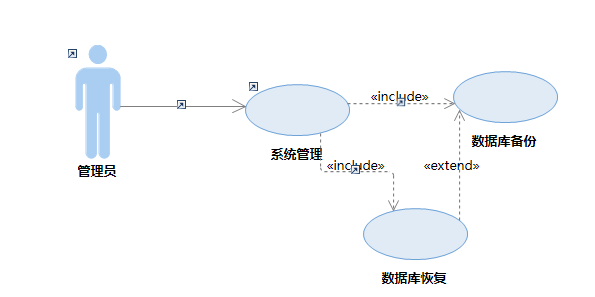 «include»
数据库备份
系统管理
«include»
«extend»
管理员
数据库恢复